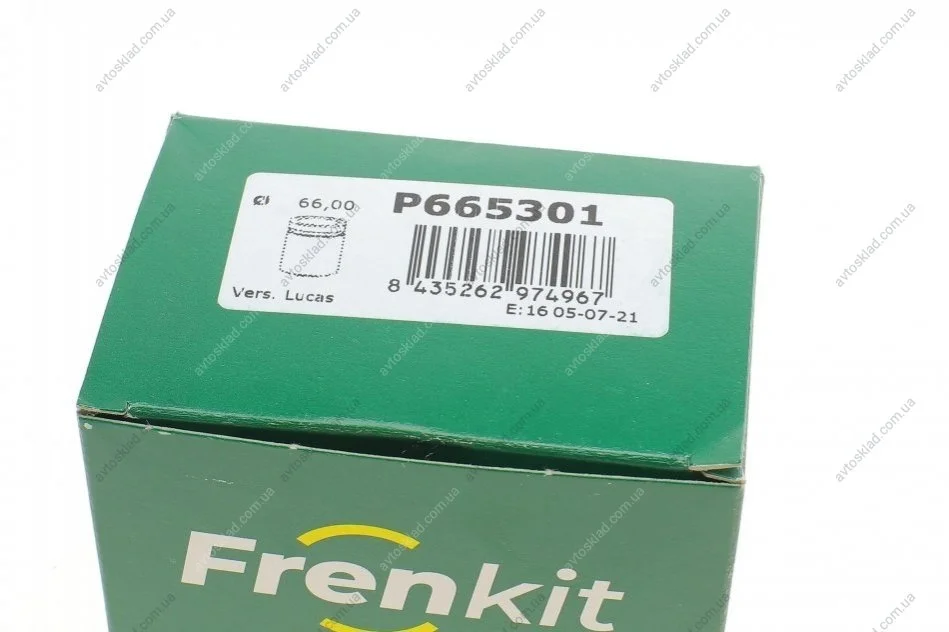 Ø 66,00
P665301
8 435262 974967
Vers. Lucas
E:16 05-07-21
Frenkit
avtosklad.com.ua